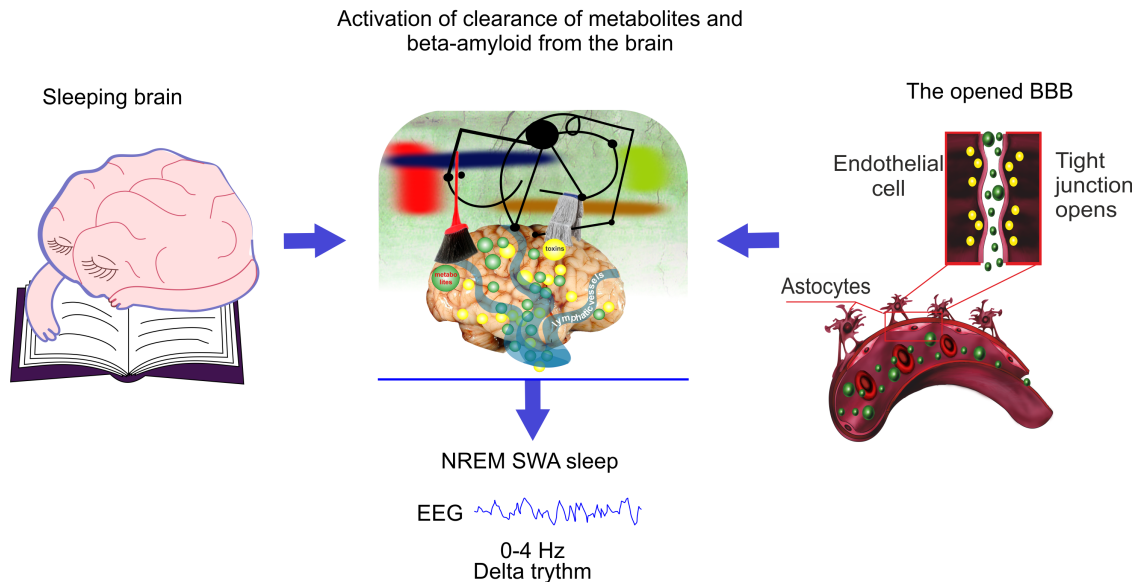 Activation of clearance of metabolites and
beta-amyloid from the brain
Sleeping brain
The opened BBB
Endothelial
cell
Tight
junction
opens
toxins
metabo
lites
lymphatic vessels
Astocytes
NREM SWA sleep
EEG
0-4 Hz
Delta trythm